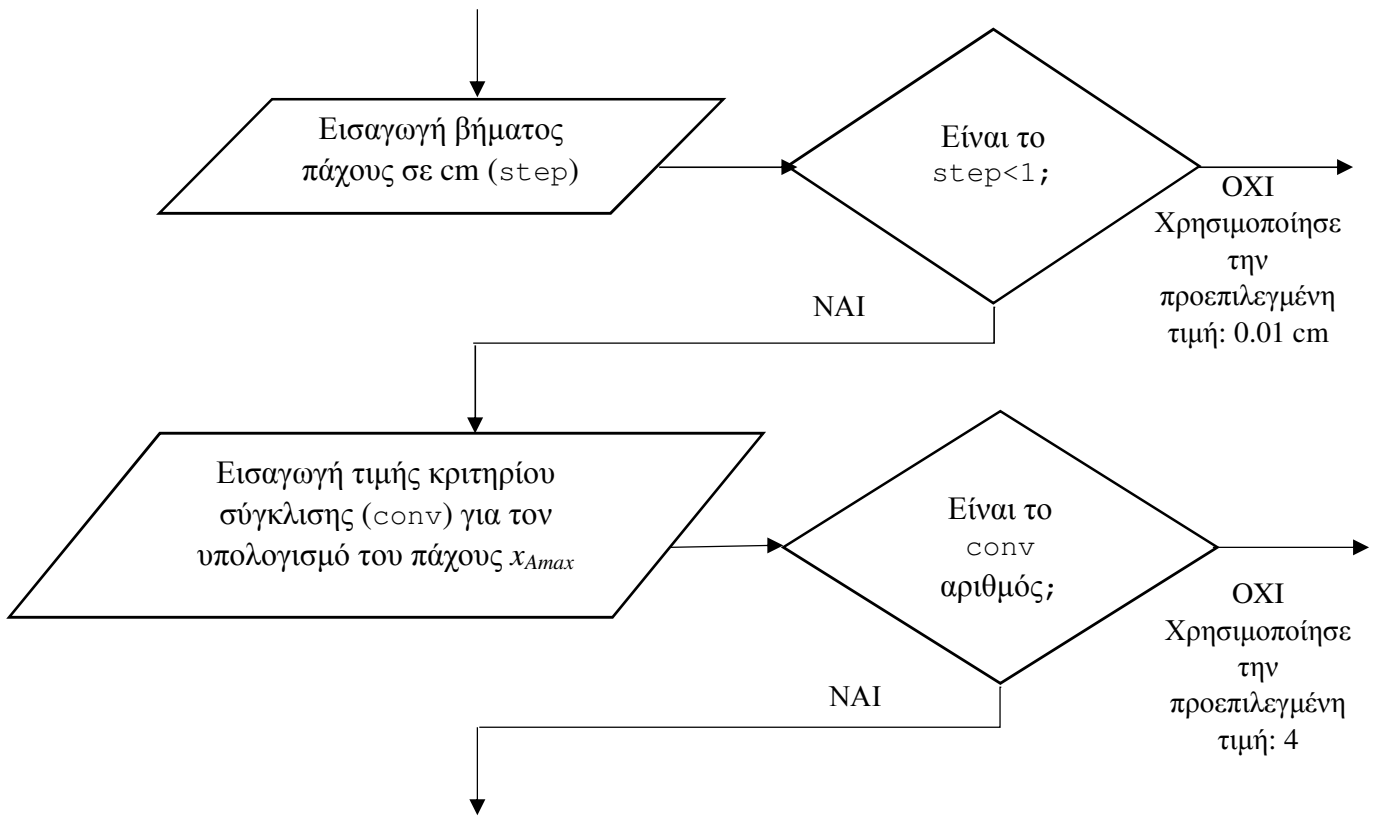 Εισαγωγή βήματος
πάχους σε cm (step)
Είναι το
step<1;
ΟΧΙ
Χρησιμοποίησε
την
προεπιλεγμένη
τιμή: 0.01 cm
ΝΑΙ
Εισαγωγή τιμής κριτηρίου
σύγκλισης (conv) για τον
υπολογισμό του πάχους xAmax
Είναι το
conv
αριθμός;
ΟΧΙ
Χρησιμοποίησε
την
προεπιλεγμένη
τιμή: 4
ΝΑΙ